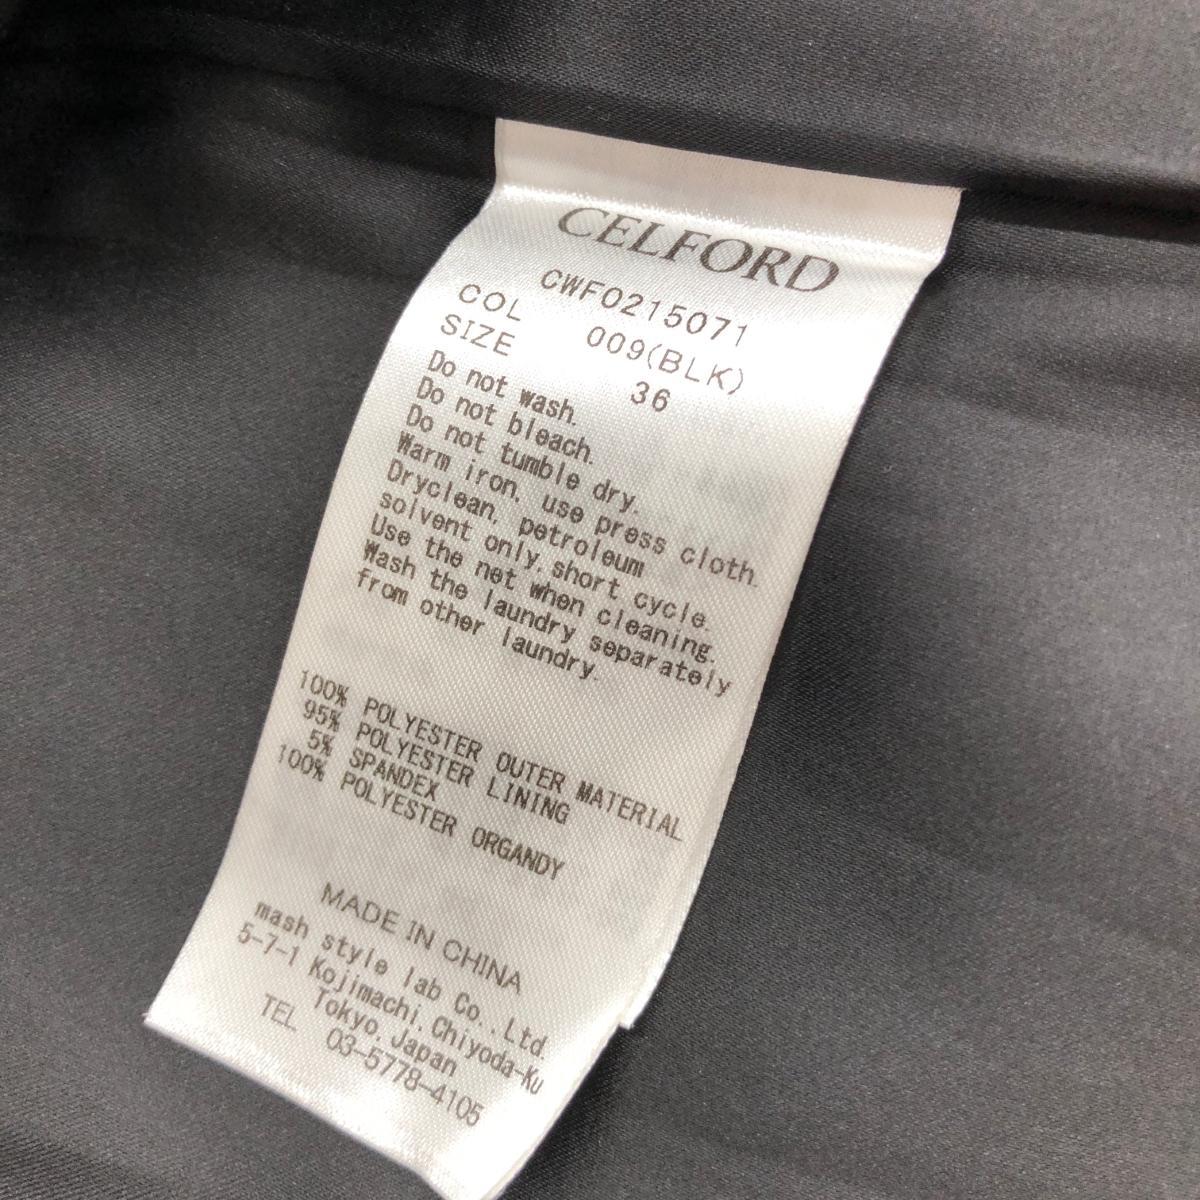 CELFORD
CWF0215071
COL 009(BLK)
SIZE 36
Do not wash.
Do not bleach.
Do not tumble dry.
Warm iron, use press cloth.
Dryclean, petroleum
solvent only,short cycle.
Use the net when cleaning.
Wash the laundry separately
from other laundry.
100% POLYESTER OUTER MATERIAL
95% POLYESTER LINING
5% SPANDEX
100% POLYESTER ORGANDY
MADE IN CHINA
mash style lab Co.,Ltd.
5-7-1 Kojimachi,Chiyoda-Ku
Tokyo,Japan
TEL 03-5778-4105